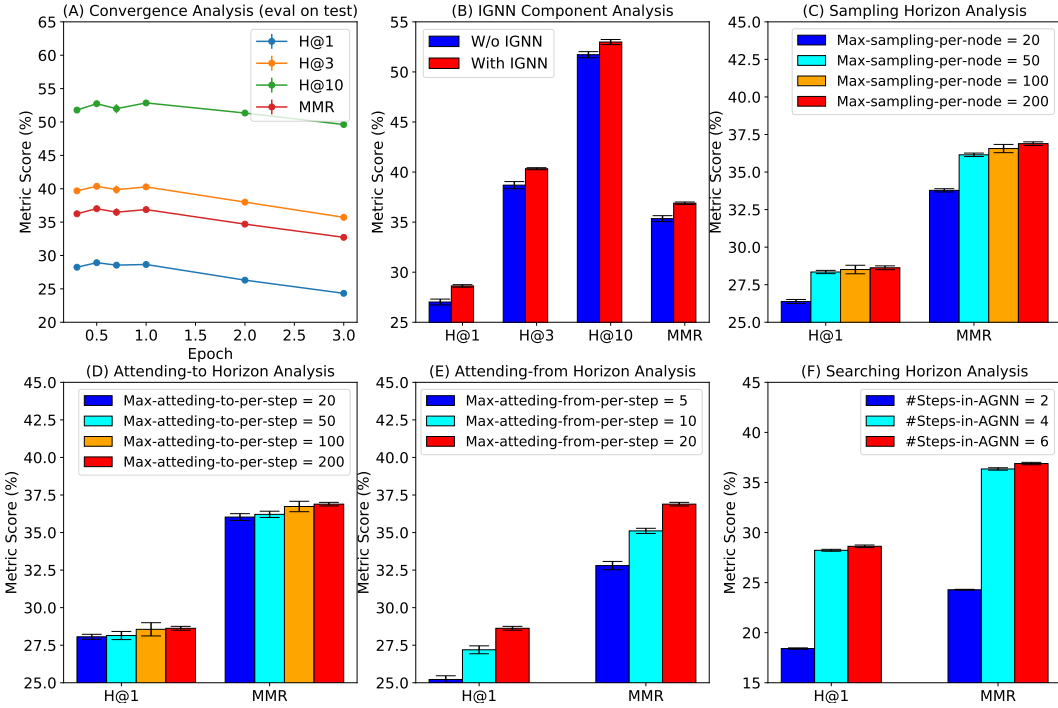 (A) Convergence Analysis (eval on test)
65
60
55
50
45
40
35
30
25
20
Metric Score (%)
H@1
H@3
H@10
MMR
0.5 1.0 1.5 2.0 2.5 3.0
Epoch
(B) IGNN Component Analysis
55
50
45
40
35
30
25
Metric Score (%)
W/o IGNN
With IGNN
H@1 H@3 H@10 MMR
(C) Sampling Horizon Analysis
45.0
42.5
40.0
37.5
35.0
32.5
30.0
27.5
25.0
Metric Score (%)
Max-sampling-per-node = 20
Max-sampling-per-node = 50
Max-sampling-per-node = 100
Max-sampling-per-node = 200
H@1 MMR
(D) Attending-to Horizon Analysis
45.0
42.5
40.0
37.5
35.0
32.5
30.0
27.5
25.0
Metric Score (%)
Max-atteding-to-per-step = 20
Max-atteding-to-per-step = 50
Max-atteding-to-per-step = 100
Max-atteding-to-per-step = 200
H@1 MMR
(E) Attending-from Horizon Analysis
45.0
42.5
40.0
37.5
35.0
32.5
30.0
27.5
25.0
Metric Score (%)
Max-atteding-from-per-step = 5
Max-atteding-from-per-step = 10
Max-atteding-from-per-step = 20
H@1 MMR
(F) Searching Horizon Analysis
45
40
35
30
25
20
15
Metric Score (%)
#Steps-in-AGNN = 2
#Steps-in-AGNN = 4
#Steps-in-AGNN = 6
H@1 MMR